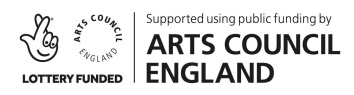 ARTS COUNCIL
ENGLAND
LOTTERY FUNDED
Supported using public funding by
ARTS COUNCIL
ENGLAND